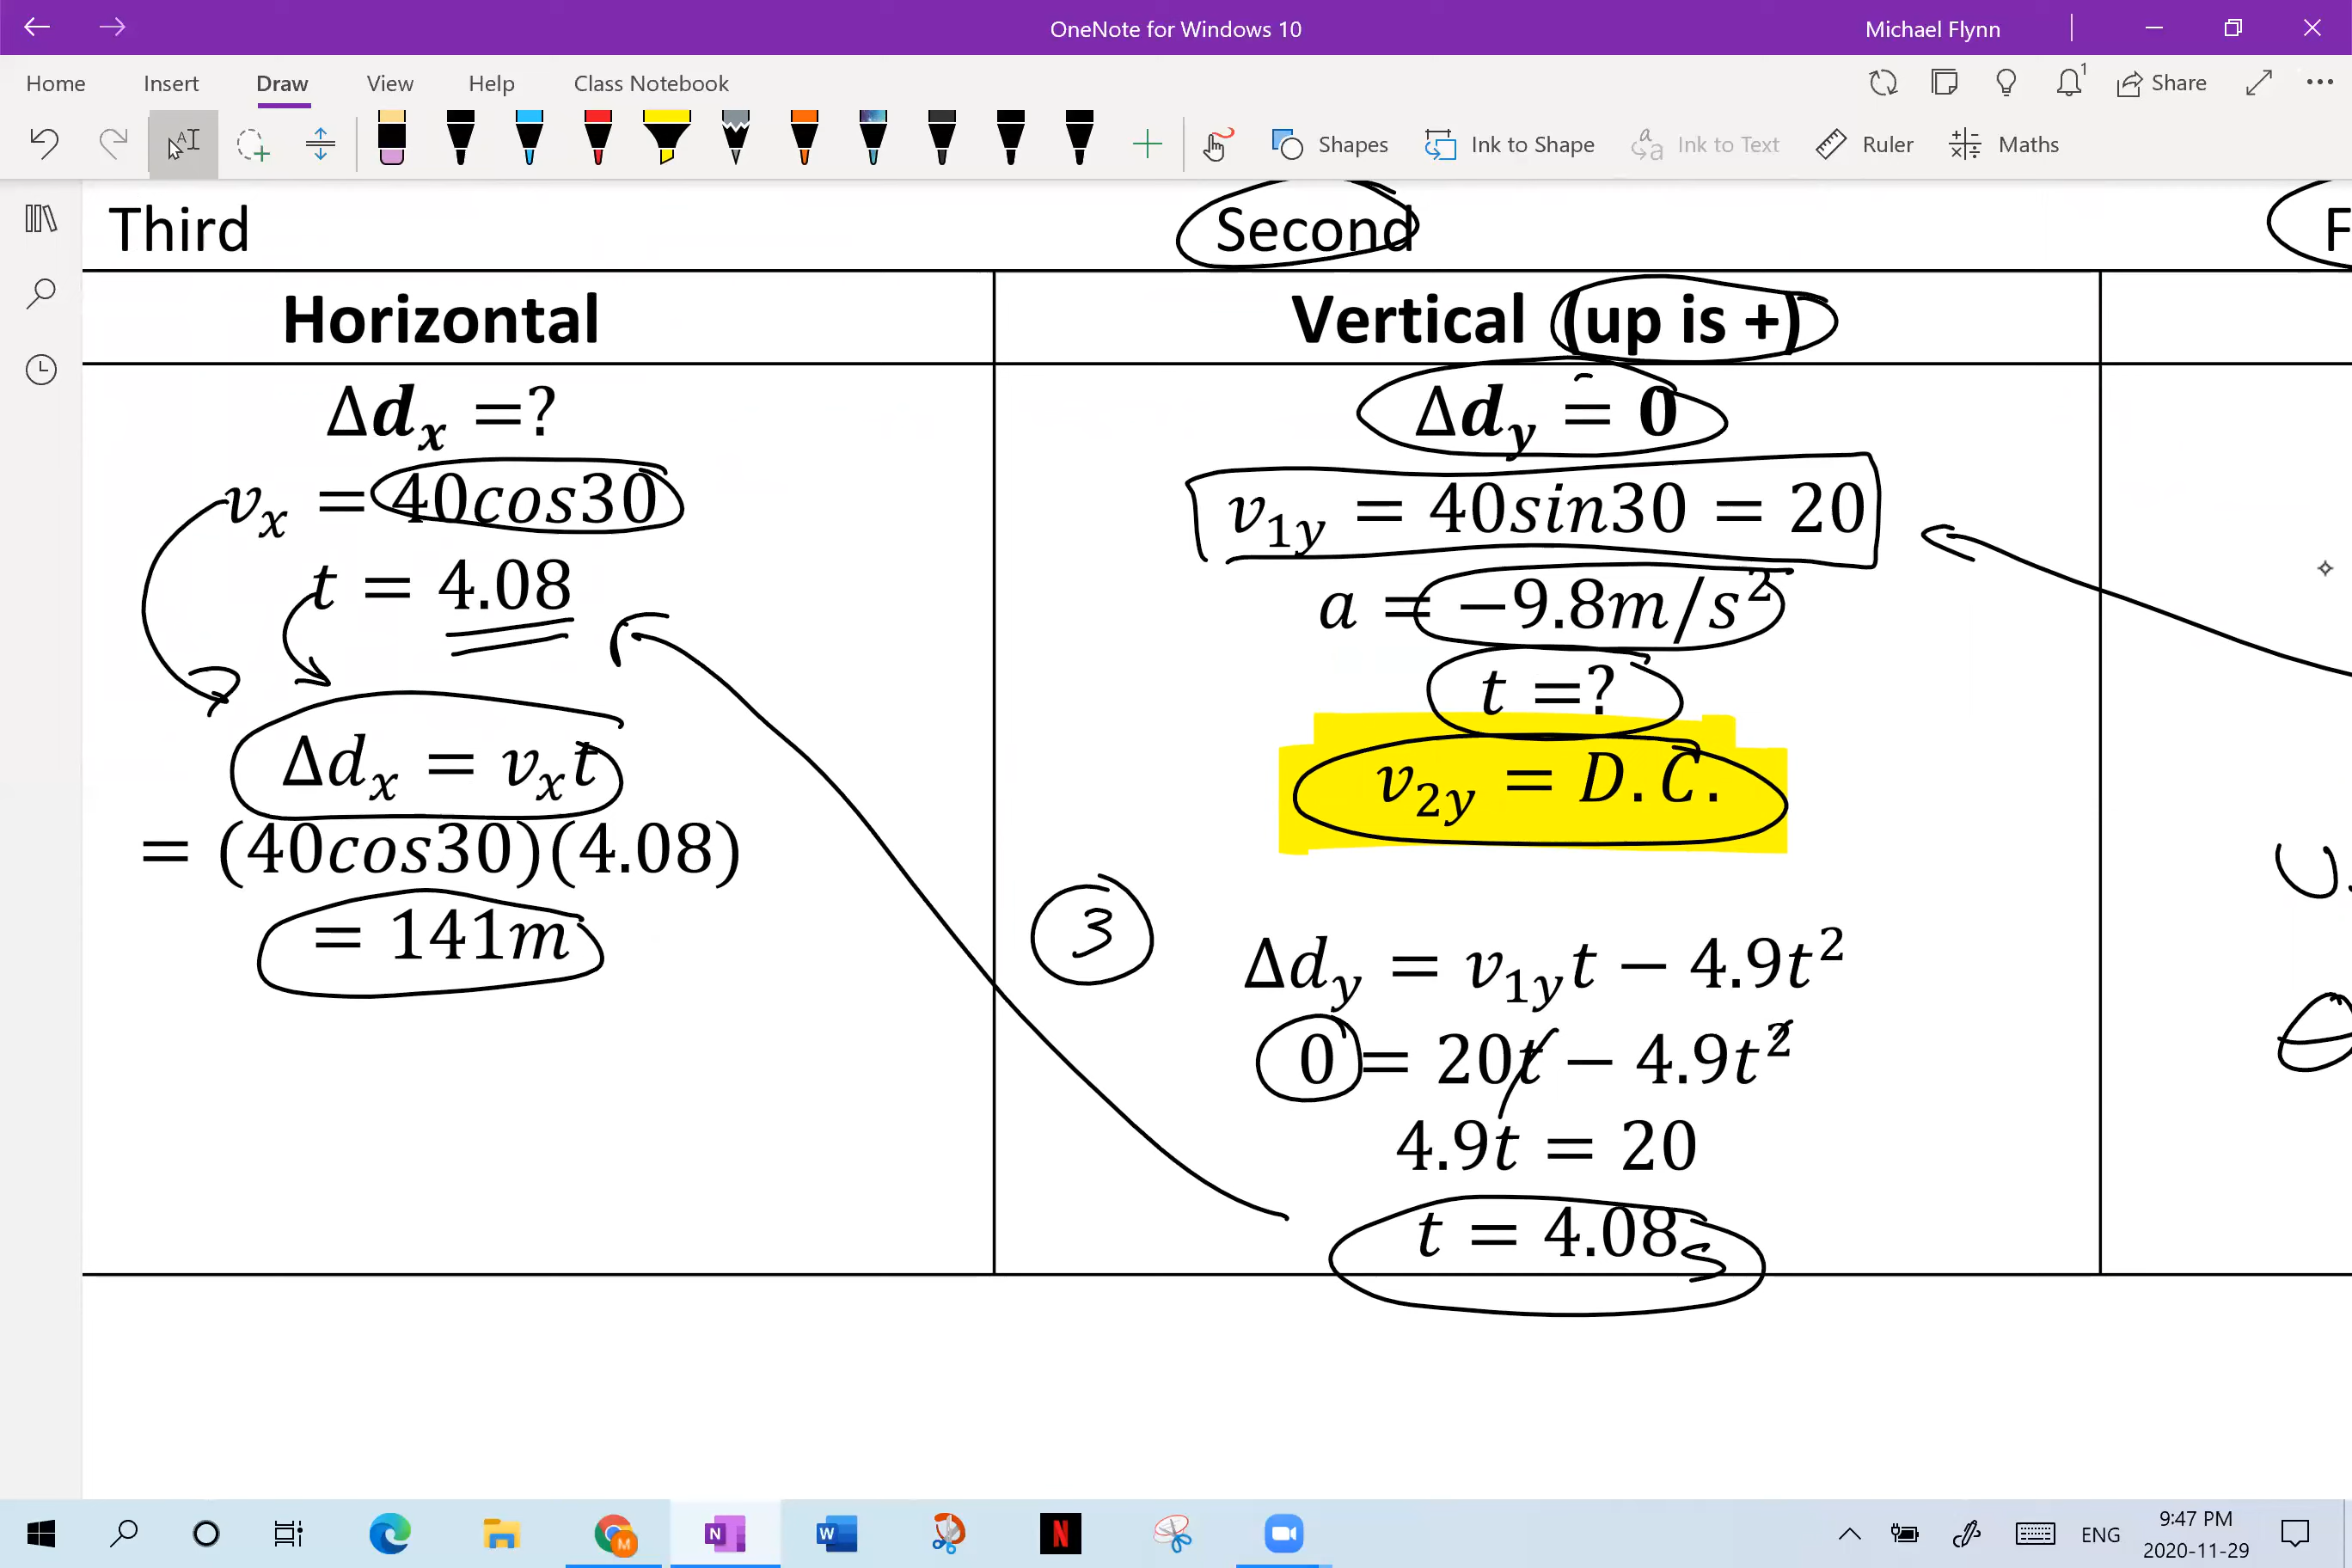 OneNote for Windows 10
Michael Flynn
Home Insert Draw View Help Class Notebook
1
Share
Shapes Ink to Shape Ink to Text Ruler Maths
Third
Second
F
Horizontal
Vertical (up is +)
Δd_x =?
v_x = 40cos30
t = 4.08
Δd_x = v_xt
= (40cos30)(4.08)
= 141m
Δd_y = 0
v_1y = 40sin30 = 20
a = −9.8m/s²
t =?
v_2y = D.C.
3
Δd_y = v_1yt − 4.9t²
0 = 20t − 4.9t²
4.9t = 20
t = 4.08s
ENG
9:47 PM
2020-11-29